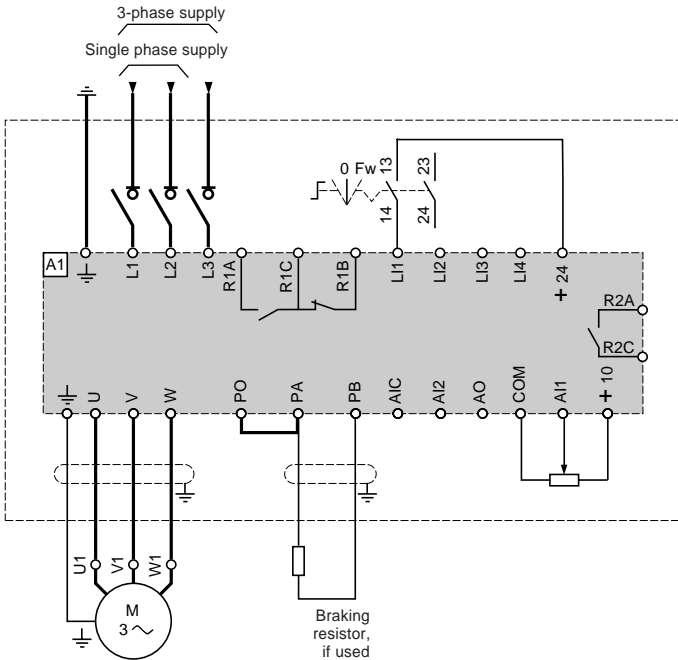 3-phase supply
Single phase supply
0 Fw
13
23
14
24
A1
L1
L2
L3
R1A
R1C
R1B
LI1
LI2
LI3
LI4
+ 24
R2A
R2C
U
V
W
PO
PA
PB
AIC
AI2
AO
COM
AI1
+ 10
U1
V1
W1
M
3 ~
Braking
resistor,
if used